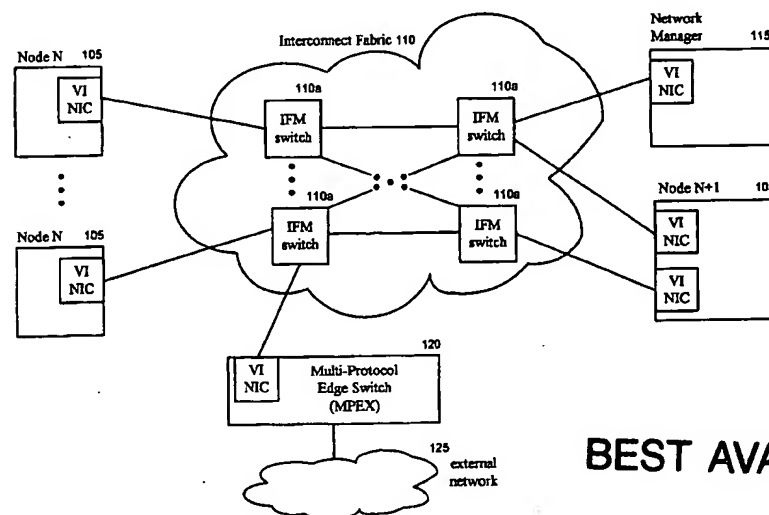 Node N 105
VI
NIC
Interconnect Fabric 110
110a
IFM
switch
110a
IFM
switch
Network
Manager 115
VI
NIC
Node N 105
VI
NIC
110a
IFM
switch
110a
IFM
switch
Node N+1
VI
NIC
VI
NIC
120
VI
NIC
Multi-Protocol
Edge Switch
(MPEX)
125
external
network
BEST AVA